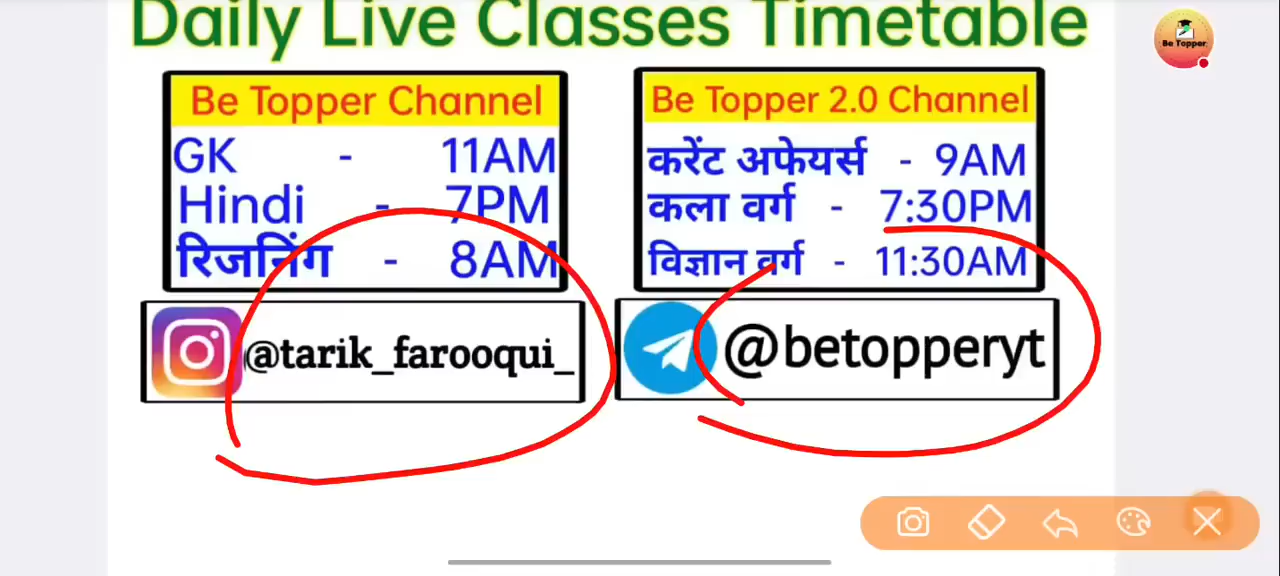 Daily Live Classes Timetable
Be Topper
Be Topper Channel
GK - 11AM
Hindi - 7PM
रिजनिंग - 8AM
@tarik_farooqui_
Be Topper 2.0 Channel
करेंट अफेयर्स - 9AM
कला वर्ग - 7:30PM
विज्ञान वर्ग - 11:30AM
@betopperyt